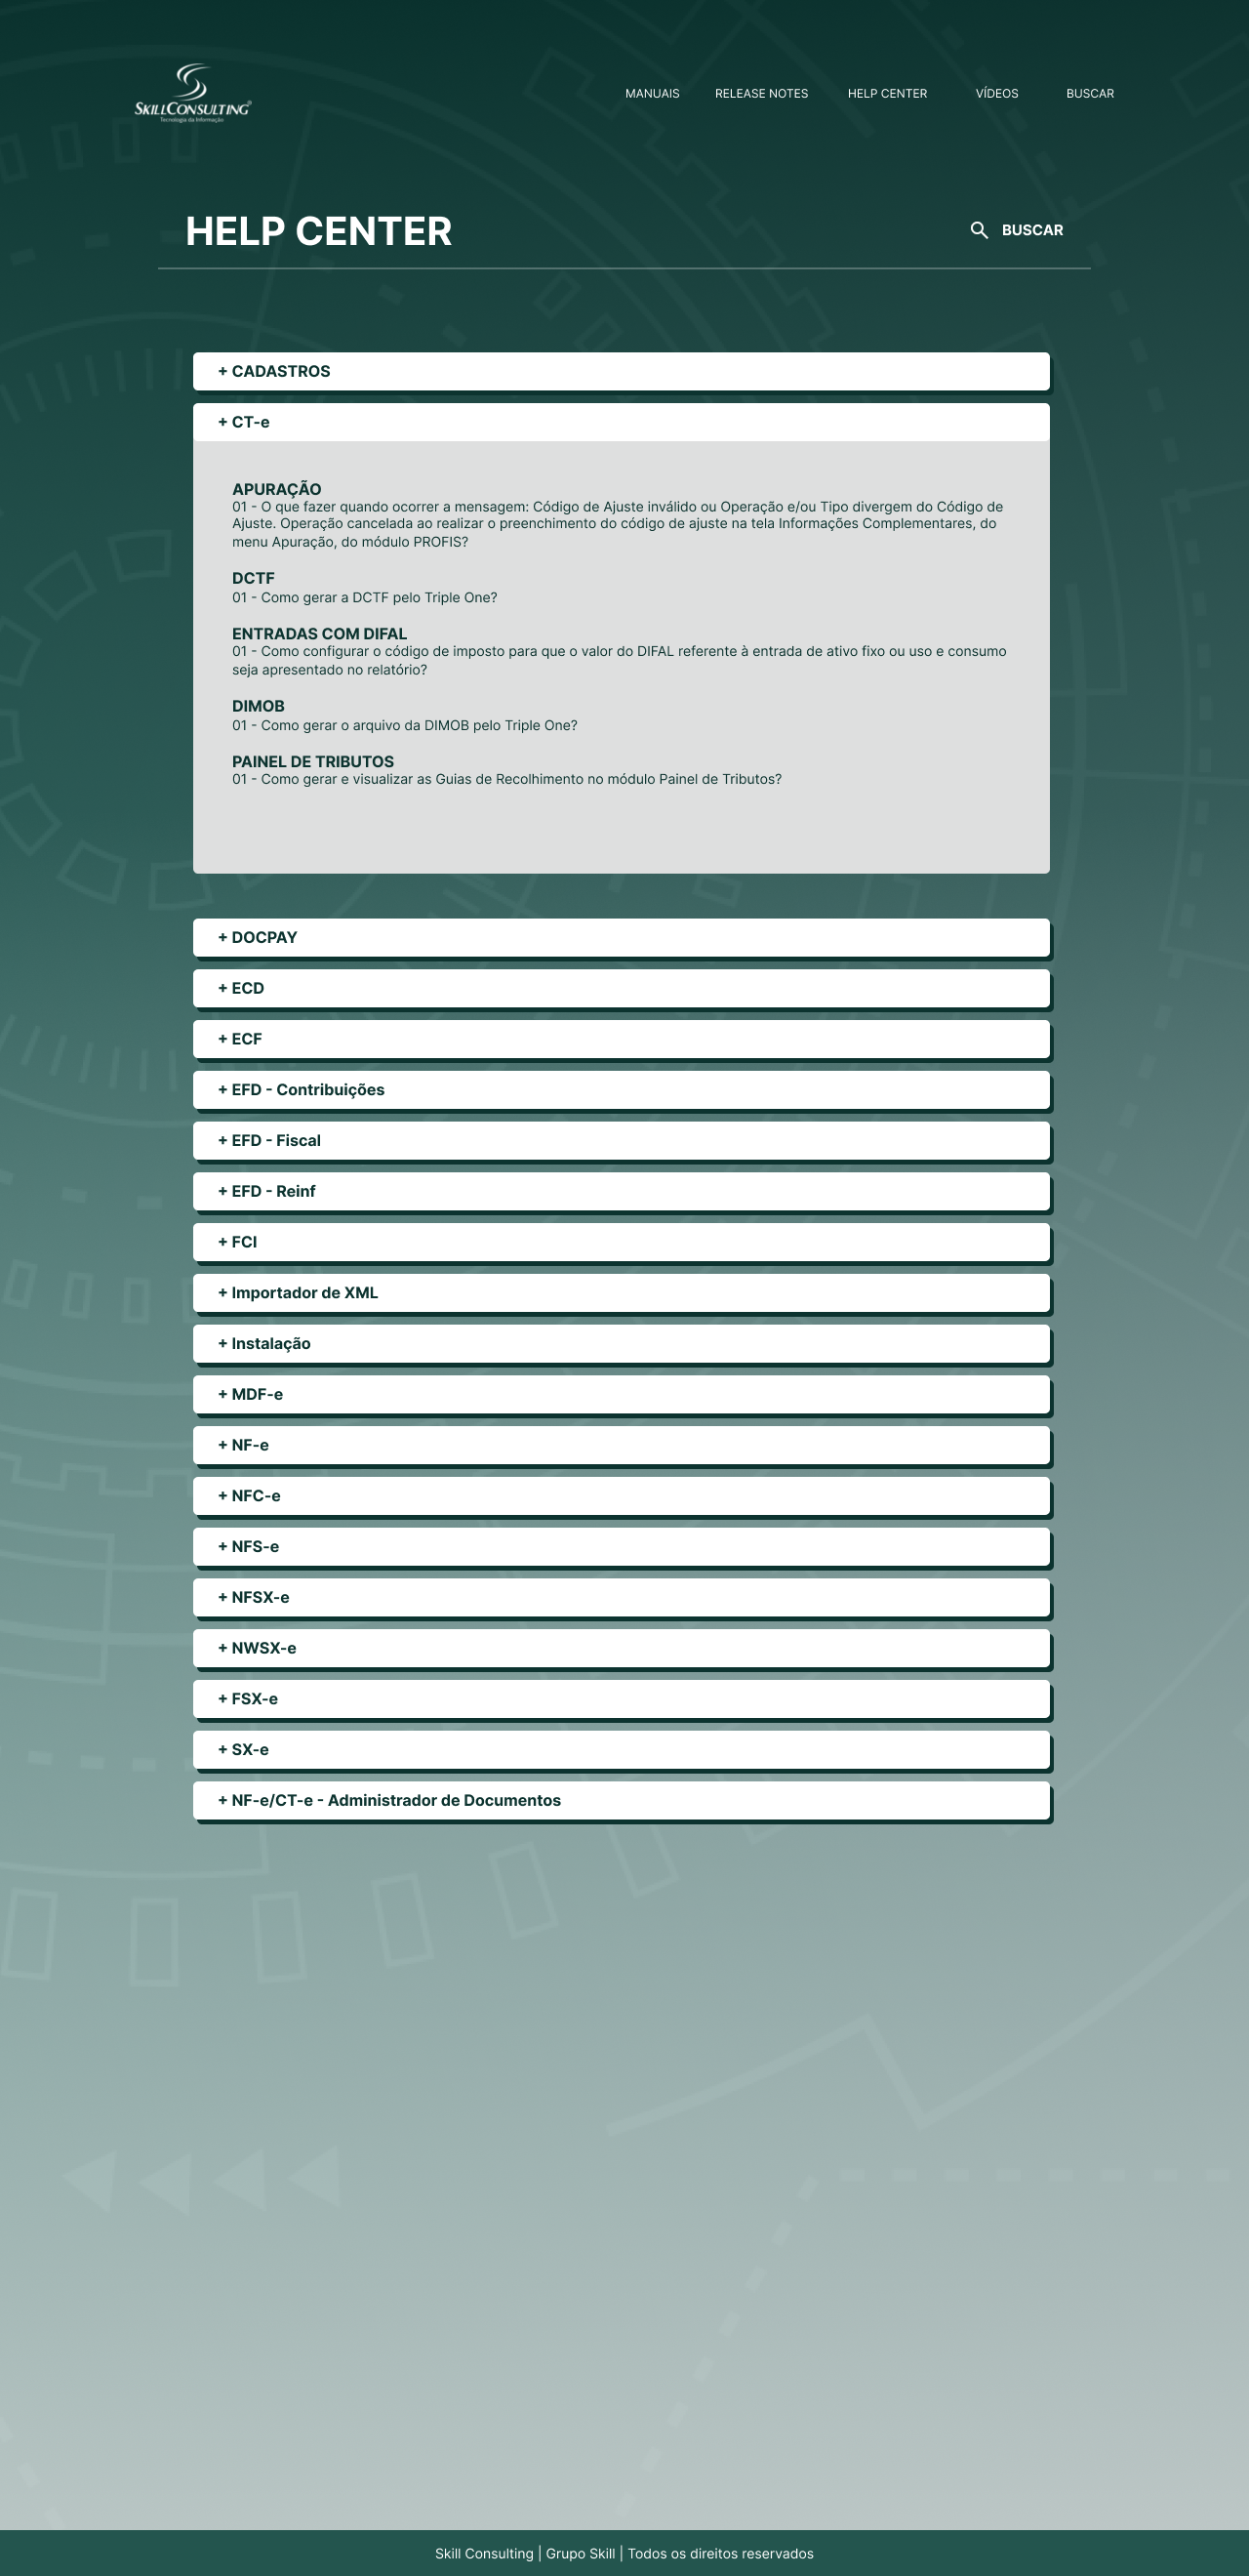 SKILLCONSULTING®
Tecnologia da Informação
MANUAIS RELEASE NOTES HELP CENTER VÍDEOS BUSCAR
HELP CENTER
BUSCAR
+ CADASTROS
+ CT-e
APURAÇÃO
01 - O que fazer quando ocorrer a mensagem: Código de Ajuste inválido ou Operação e/ou Tipo divergem do Código de
Ajuste. Operação cancelada ao realizar o preenchimento do código de ajuste na tela Informações Complementares, do
menu Apuração, do módulo PROFIS?
DCTF
01 - Como gerar a DCTF pelo Triple One?
ENTRADAS COM DIFAL
01 - Como configurar o código de imposto para que o valor do DIFAL referente à entrada de ativo fixo ou uso e consumo
seja apresentado no relatório?
DIMOB
01 - Como gerar o arquivo da DIMOB pelo Triple One?
PAINEL DE TRIBUTOS
01 - Como gerar e visualizar as Guias de Recolhimento no módulo Painel de Tributos?
+ DOCPAY
+ ECD
+ ECF
+ EFD - Contribuições
+ EFD - Fiscal
+ EFD - Reinf
+ FCI
+ Importador de XML
+ Instalação
+ MDF-e
+ NF-e
+ NFC-e
+ NFS-e
+ NFSX-e
+ NWSX-e
+ FSX-e
+ SX-e
+ NF-e/CT-e - Administrador de Documentos
Skill Consulting | Grupo Skill | Todos os direitos reservados